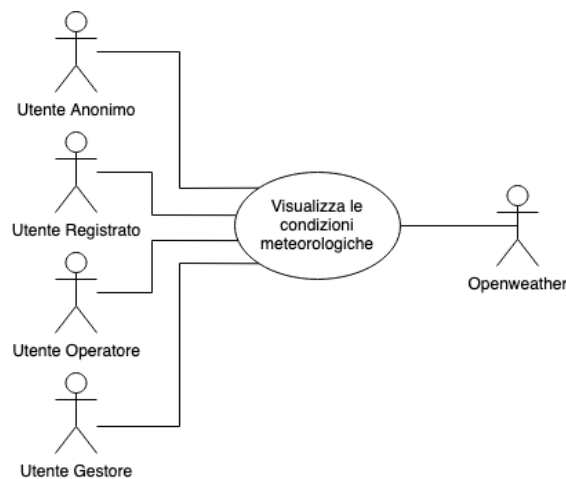 Utente Anonimo
Utente Registrato
Utente Operatore
Utente Gestore
Visualizza le
condizioni
meteorologiche
Openweather